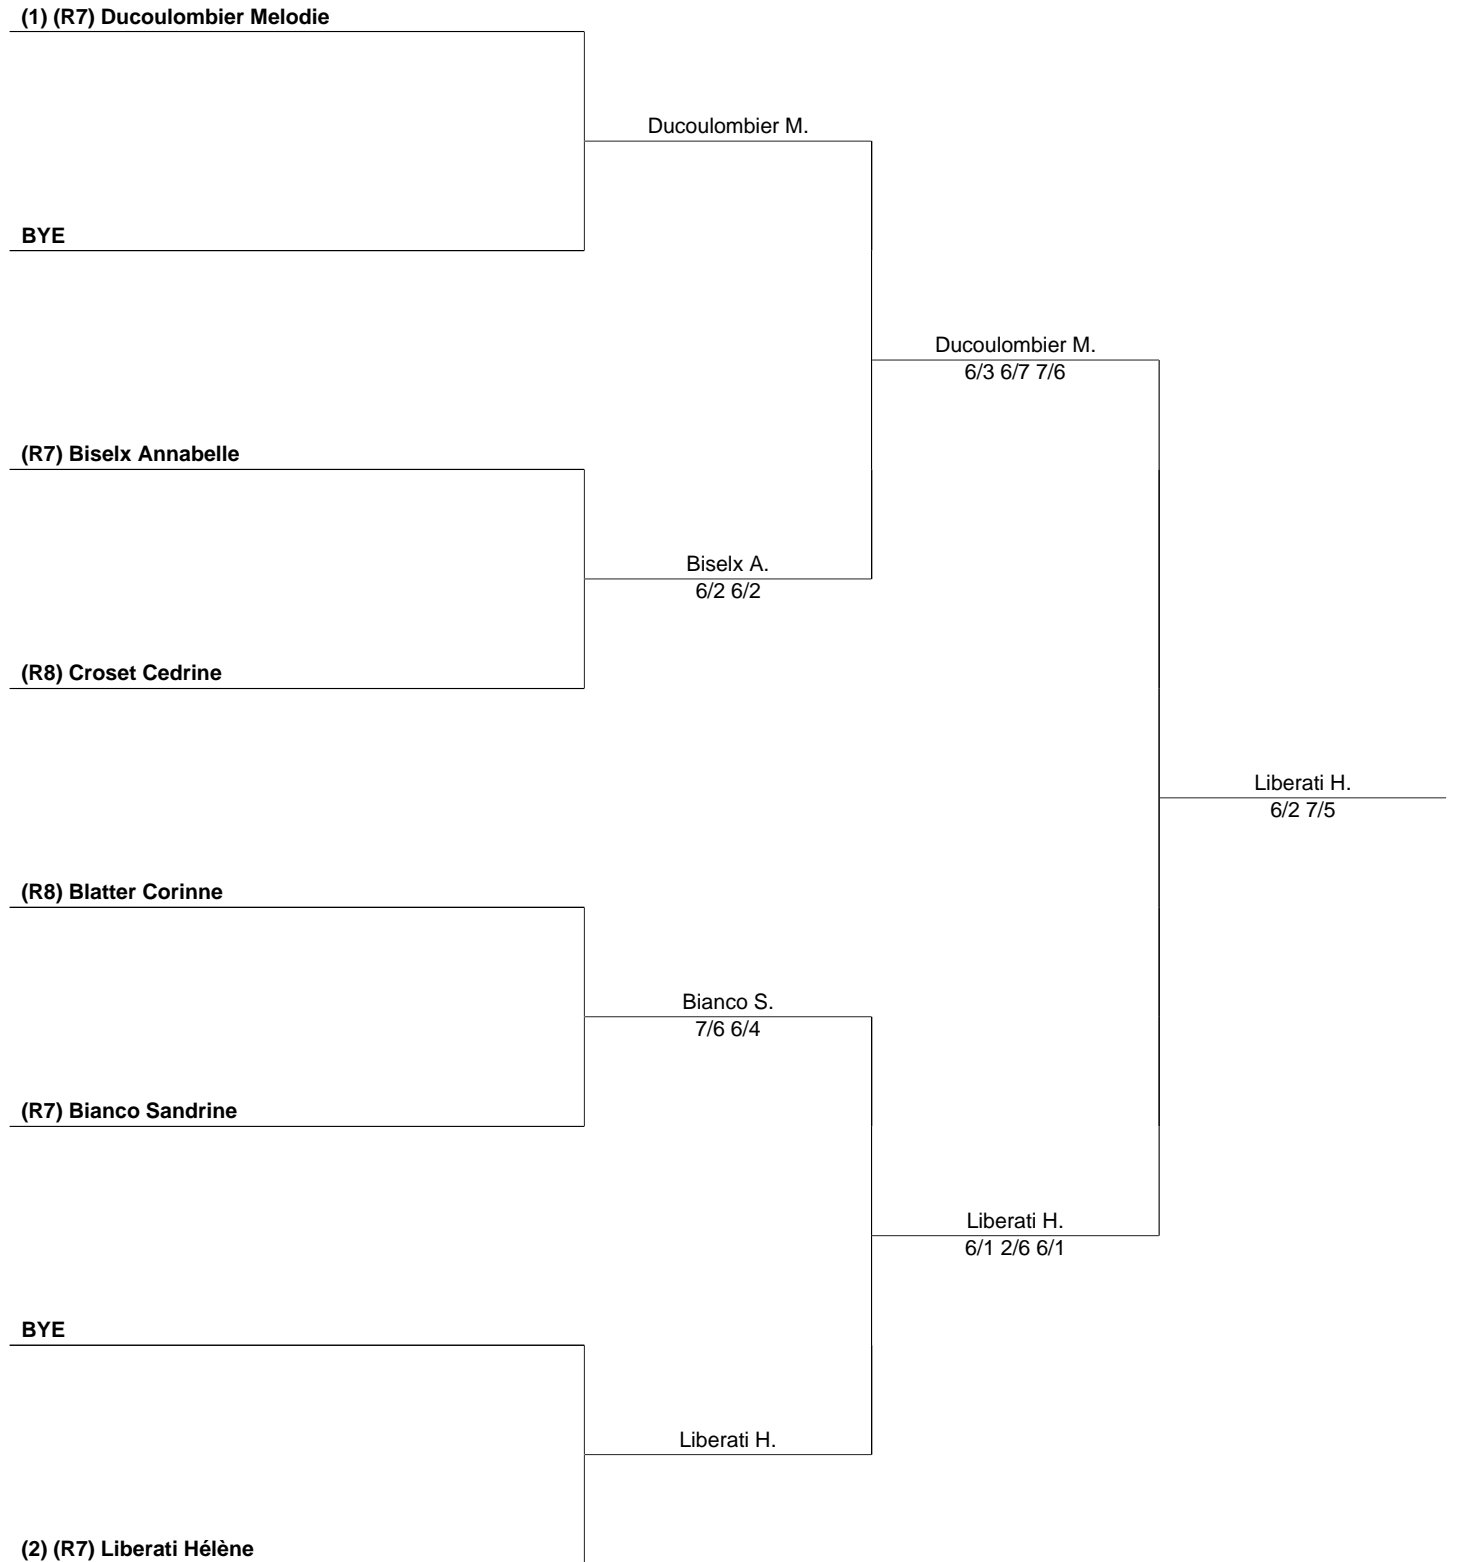 (1) (R7) Ducoulombier Melodie
Ducoulombier M.
BYE
Ducoulombier M.
6/3 6/7 7/6
(R7) Biselx Annabelle
Biselx A.
6/2 6/2
(R8) Croset Cedrine
Liberati H.
6/2 7/5
(R8) Blatter Corinne
Bianco S.
7/6 6/4
(R7) Bianco Sandrine
Liberati H.
6/1 2/6 6/1
BYE
Liberati H.
(2) (R7) Liberati Hélène